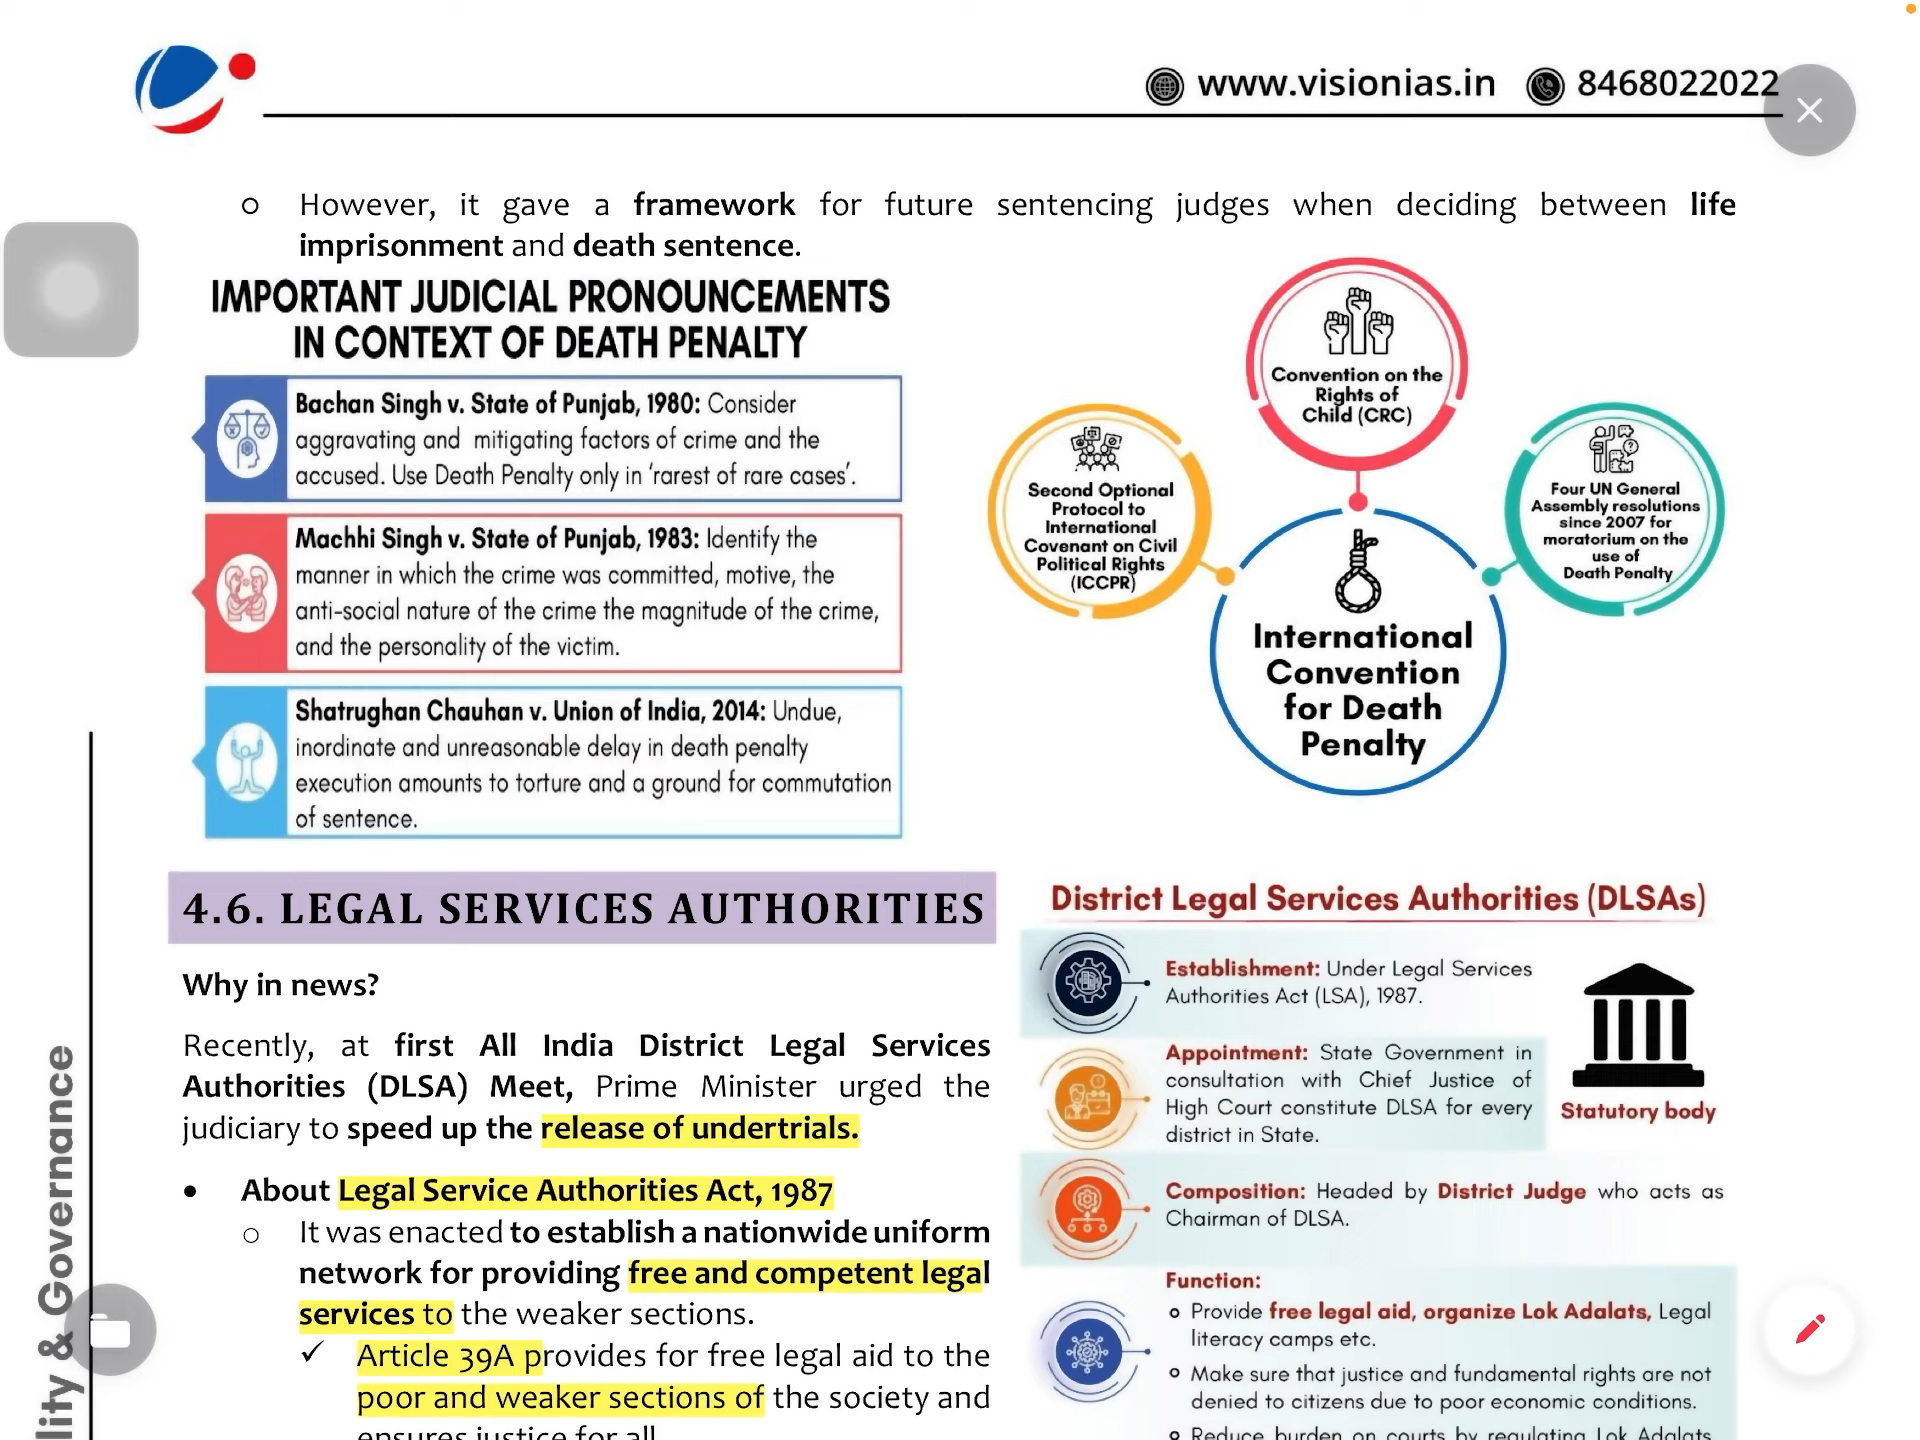 www.visionias.in 8468022022
However, it gave a framework for future sentencing judges when deciding between life
imprisonment and death sentence.
IMPORTANT JUDICIAL PRONOUNCEMENTS
IN CONTEXT OF DEATH PENALTY
Bachan Singh v. State of Punjab, 1980: Consider
aggravating and mitigating factors of crime and the
accused. Use Death Penalty only in ‘rarest of rare cases’.
Machhi Singh v. State of Punjab, 1983: Identify the
manner in which the crime was committed, motive, the
anti-social nature of the crime the magnitude of the crime,
and the personality of the victim.
Shatrughan Chauhan v. Union of India, 2014: Undue,
inordinate and unreasonable delay in death penalty
execution amounts to torture and a ground for commutation
of sentence.
Convention on the
Rights of
Child (CRC)
Second Optional
Protocol to
International
Covenant on Civil
Political Rights
(ICCPR)
Four UN General
Assembly resolutions
since 2007 for
moratorium on the
use of
Death Penalty
International
Convention
for Death
Penalty
4.6. LEGAL SERVICES AUTHORITIES
Why in news?
Recently, at first All India District Legal Services
Authorities (DLSA) Meet, Prime Minister urged the
judiciary to speed up the release of undertrials.
• About Legal Service Authorities Act, 1987
It was enacted to establish a nationwide uniform
network for providing free and competent legal
services to the weaker sections.
✓ Article 39A provides for free legal aid to the
poor and weaker sections of the society and
ensures justice for all
District Legal Services Authorities (DLSAs)
Establishment: Under Legal Services
Authorities Act (LSA), 1987.
Appointment: State Government in
consultation with Chief Justice of
High Court constitute DLSA for every
district in State.
Statutory body
Composition: Headed by District Judge who acts as
Chairman of DLSA.
Function:
Provide free legal aid, organize Lok Adalats, Legal
literacy camps etc.
Make sure that justice and fundamental rights are not
denied to citizens due to poor economic conditions.
Reduce burden on courts by regulating Lok Adalats
lity & Governance